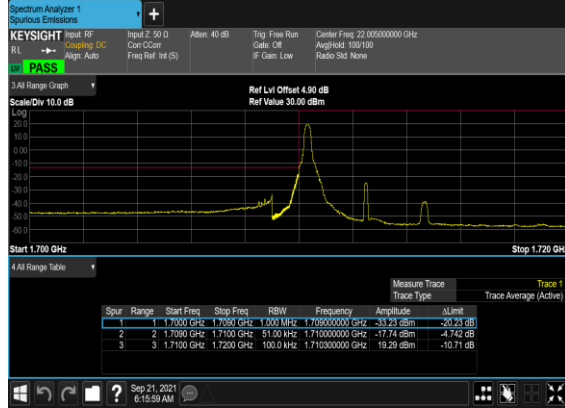 Spectrum Analyzer 1
Spurious Emissions
KEYSIGHT
RL
Input: RF
Coupling: DC
Align: Auto
Input Z: 50 Ω
Corr CCorr
Freq Ref: Int (S)
Atten: 40 dB
Trig: Free Run
Gate: Off
IF Gain: Low
Center Freq: 22.005000000 GHz
Avg|Hold: 100/100
Radio Std: None
PASS
3 All Range Graph
Ref Lvl Offset 4.90 dB
Scale/Div 10.0 dB
Ref Value 30.00 dBm
Log
20.0
10.0
0.00
-10.0
-20.0
-30.0
-40.0
-50.0
-60.0
Start 1.700 GHz
Stop 1.720 GH
4 All Range Table
Measure Trace Trace 1
Trace Type Trace Average (Active)
Spur Range Start Freq Stop Freq RBW Frequency Amplitude ΔLimit
1 1 1.7000 GHz 1.7090 GHz 1.000 MHz 1.709000000 GHz -33.23 dBm -20.23 dB
2 2 1.7090 GHz 1.7100 GHz 51.00 kHz 1.710000000 GHz -17.74 dBm -4.742 dB
3 3 1.7100 GHz 1.7200 GHz 100.0 kHz 1.710300000 GHz 19.29 dBm -10.71 dB
?
Sep 21, 2021
6:15:59 AM